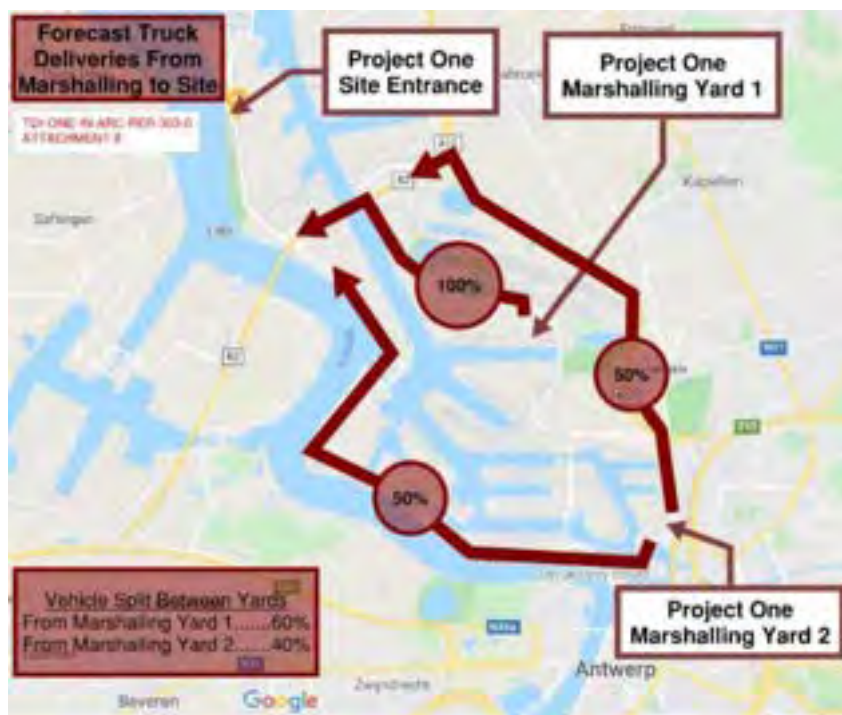 Forecast Truck
Deliveries From
Marshalling to Site
Project One
Site Entrance
Project One
Marshalling Yard 1
ATTACHMENT
Kapellen
100%
50%
50%
Vehicle Split Between Yards
From Marshalling Yard 1......60%
From Marshalling Yard 2......40%
Project One
Marshalling Yard 2
Antwerp
Zwijndrecht
Beveren
Google